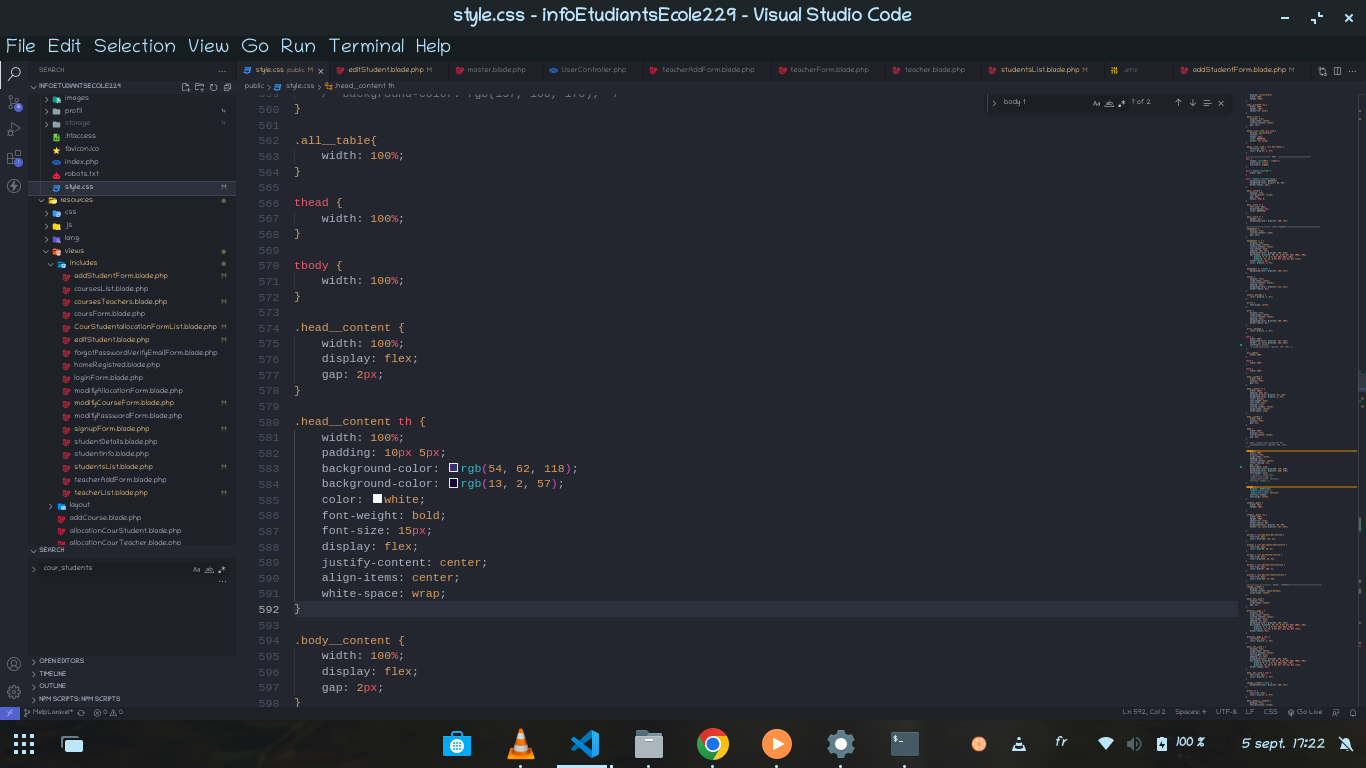 style.css - infoEtudiantsEcole229 - Visual Studio Code
File Edit Selection View Go Run Terminal Help
SEARCH
style.css public M
editStudent.blade.php M
master.blade.php
UserController.php
teacherAddForm.blade.php
teacherForm.blade.php
teacher.blade.php
studentsList.blade.php M
.env
addStudentForm.blade.php M
INFOETUDIANTSECOLE229
public > style.css > .head__content th
body t
Aa ab ? of 2
images
profil
storage
.htaccess
favicon.ico
index.php
robots.txt
style.css M
resources
css
js
lang
views
includes
addStudentForm.blade.php M
coursesList.blade.php
coursesTeachers.blade.php M
coursForm.blade.php
CourStudentallocationFormList.blade.php M
editStudent.blade.php M
forgotPasswordVerifyEmailForm.blade.php
homeRegistred.blade.php
loginForm.blade.php
modifyAllocationForm.blade.php
modifyCourseForm.blade.php M
modifyPasswordForm.blade.php
signupForm.blade.php M
studentDetails.blade.php
studentInfo.blade.php
studentsList.blade.php M
teacherAddForm.blade.php
teacherList.blade.php M
layout
addCourse.blade.php
allocationCourStudent.blade.php
allocationCourTeacher.blade.php
SEARCH
cour_students
Aa ab
OPEN EDITORS
TIMELINE
OUTLINE
NPM SCRIPTS: NPM SCRIPTS
560 }
561
562 .all__table{
563 width: 100%;
564 }
565
566 thead {
567 width: 100%;
568 }
569
570 tbody {
571 width: 100%;
572 }
573
574 .head__content {
575 width: 100%;
576 display: flex;
577 gap: 2px;
578 }
579
580 .head__content th {
581 width: 100%;
582 padding: 10px 5px;
583 background-color: rgb(54, 62, 118);
584 background-color: rgb(13, 2, 57);
585 color: white;
586 font-weight: bold;
587 font-size: 15px;
588 display: flex;
589 justify-content: center;
590 align-items: center;
591 white-space: wrap;
592 }
593
594 .body__content {
595 width: 100%;
596 display: flex;
597 gap: 2px;
598 }
MelpLaravel* 0 0
Ln 592, Col 2 Spaces: 4 UTF-8 LF CSS Go Live
fr
100 %
5 sept. 17:22